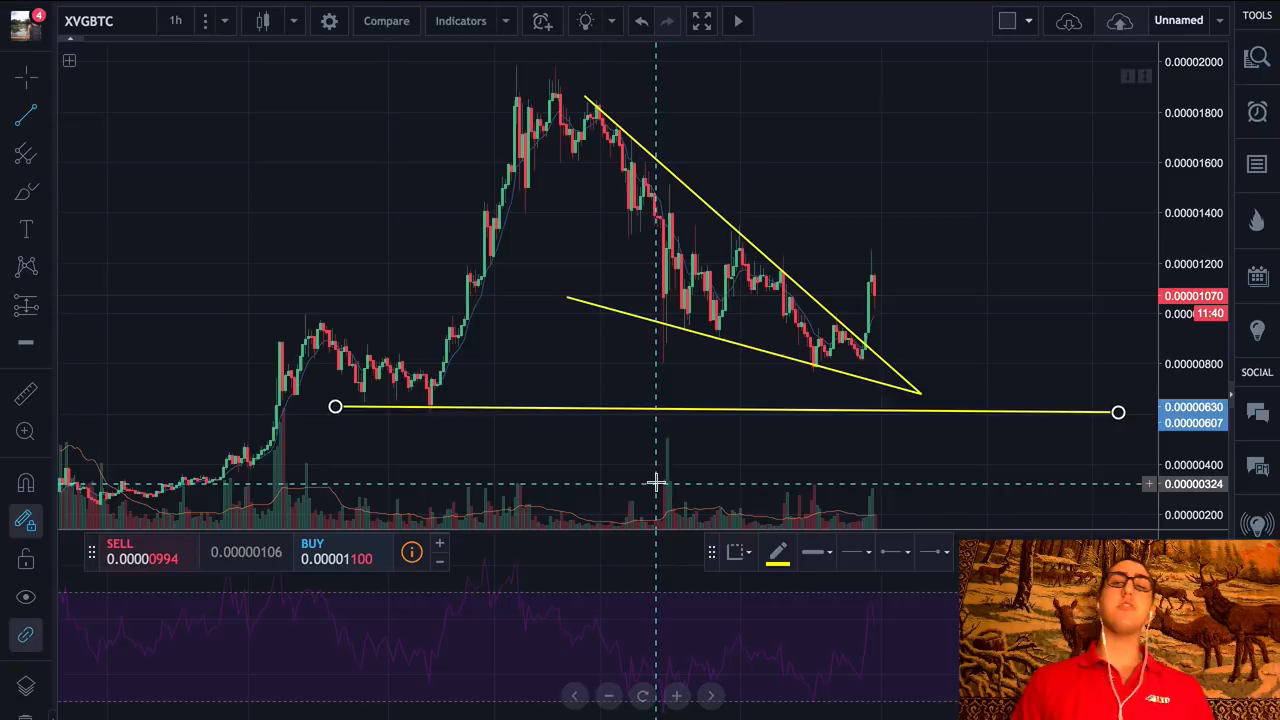 4
XVGBTC
1h
Compare
Indicators
Unnamed
TOOLS
0.00002000
0.00001800
0.00001600
0.00001400
0.00001200
0.00001070
11:40
0.00000800
0.00000630
0.00000607
0.00000400
0.00000324
0.00000200
SOCIAL
SELL
0.00000994
0.00000106
BUY
0.00001100